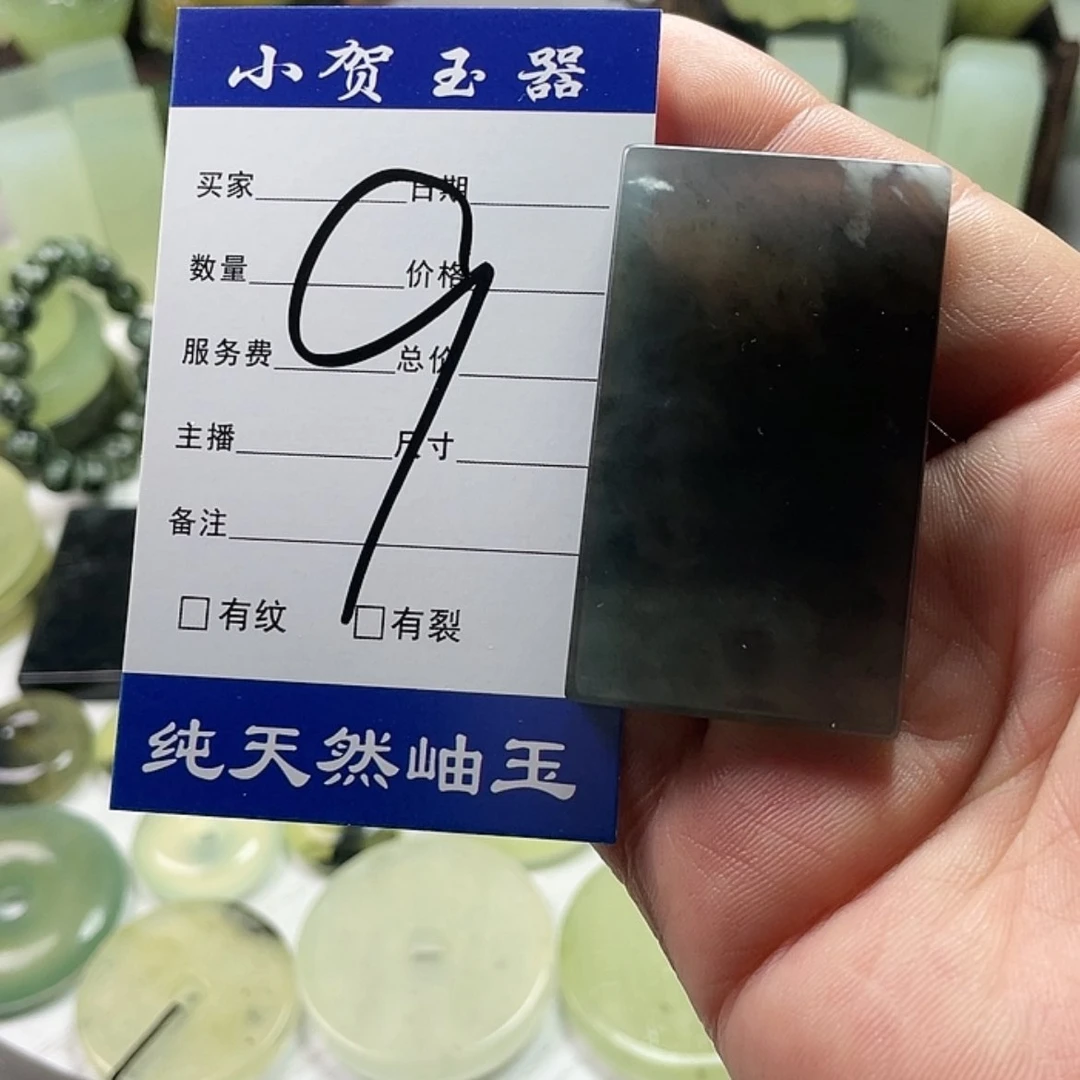 小贺玉器
买家 日期
数量 价格
服务费 总价
主播 尺寸
备注
有纹 有裂
9
纯天然岫玉